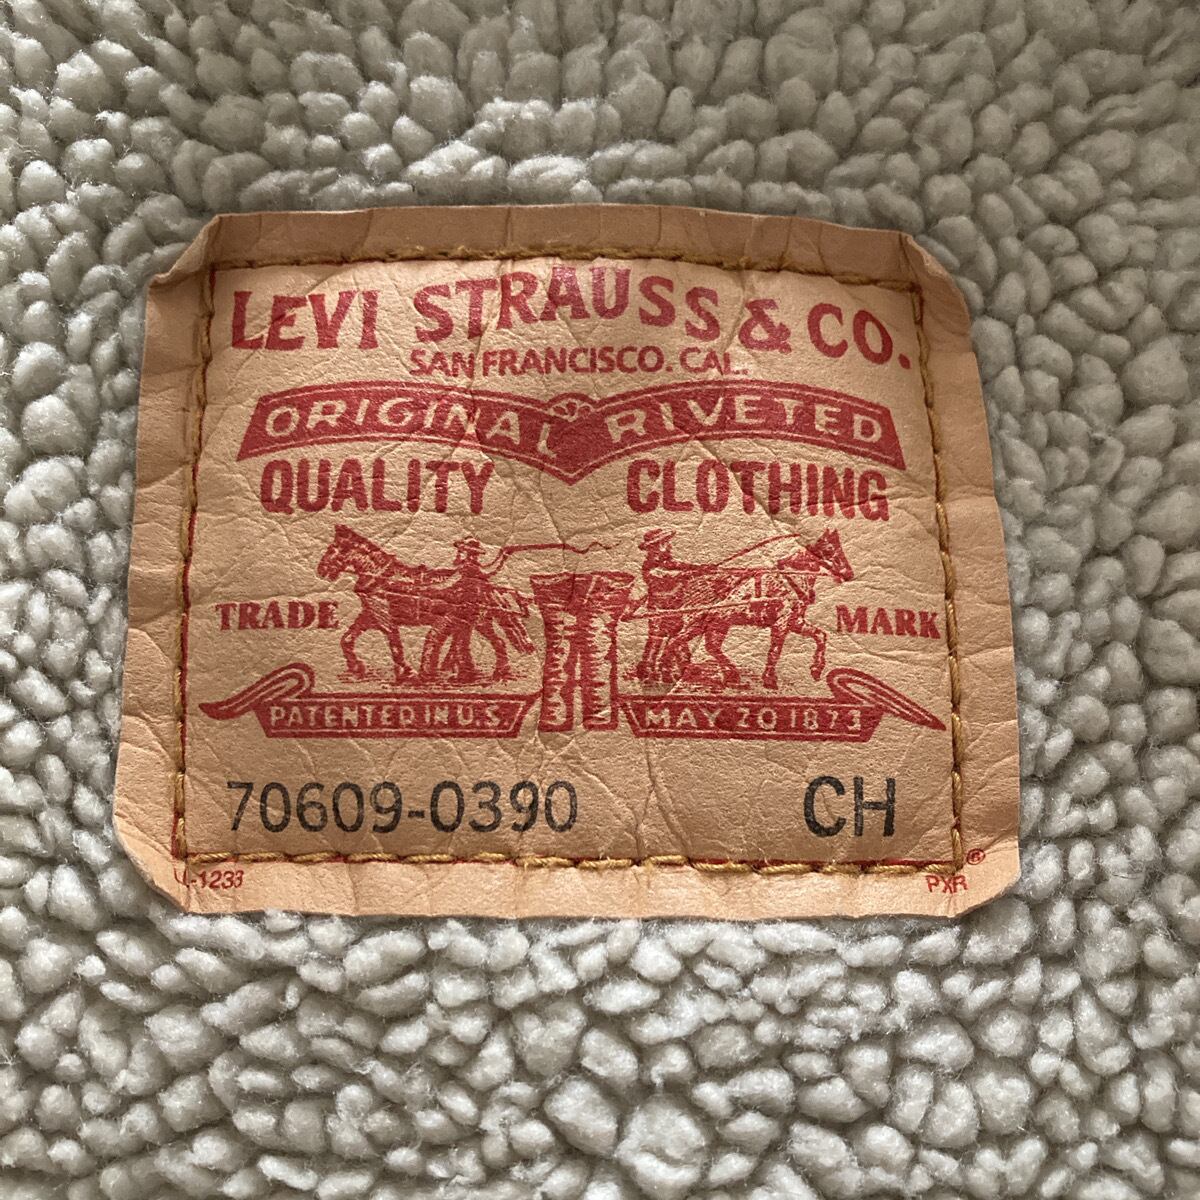 LEVI STRAUSS & CO.
SAN FRANCISCO. CAL.
ORIGINAL RIVETED
QUALITY CLOTHING
TRADE MARK
PATENTED IN U.S. MAY 20 1873
70609-0390 CH
PXR ®